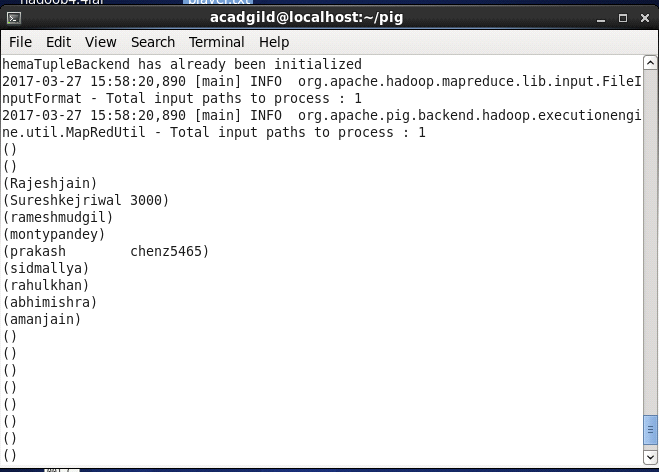 acadgild@localhost:~/pig
File Edit View Search Terminal Help
hemaTupleBackend has already been initialized
2017-03-27 15:58:20,890 [main] INFO  org.apache.hadoop.mapreduce.lib.input.FileI
nputFormat - Total input paths to process : 1
2017-03-27 15:58:20,890 [main] INFO  org.apache.pig.backend.hadoop.executionengi
ne.util.MapRedUtil - Total input paths to process : 1
()
()
(Rajeshjain)
(Sureshkejriwal 3000)
(rameshmudgil)
(montypandey)
(prakash        chenz5465)
(sidmallya)
(rahulkhan)
(abhimishra)
(amanjain)
()
()
()
()
()
()
()
()